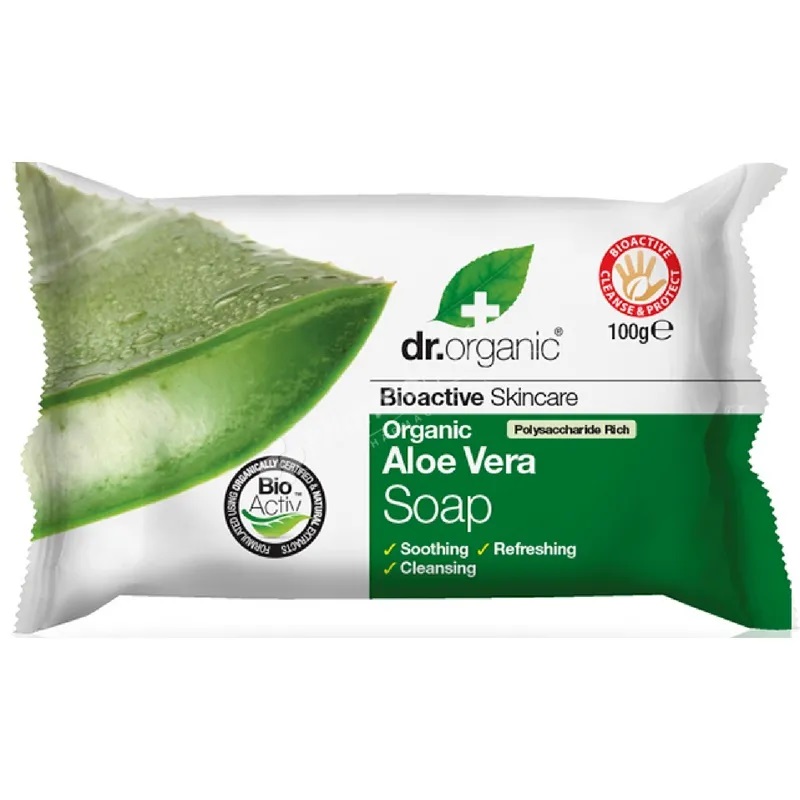 BIOACTIVE
CLEANSE & PROTECT
100g℮
dr.organic®
Bioactive Skincare
Organic
Polysaccharide Rich
Aloe Vera
Soap
✓ Soothing ✓ Refreshing
✓ Cleansing
Bio
Activ™
FORMULATED USING ORGANICALLY CERTIFIED & NATURAL EXTRACTS